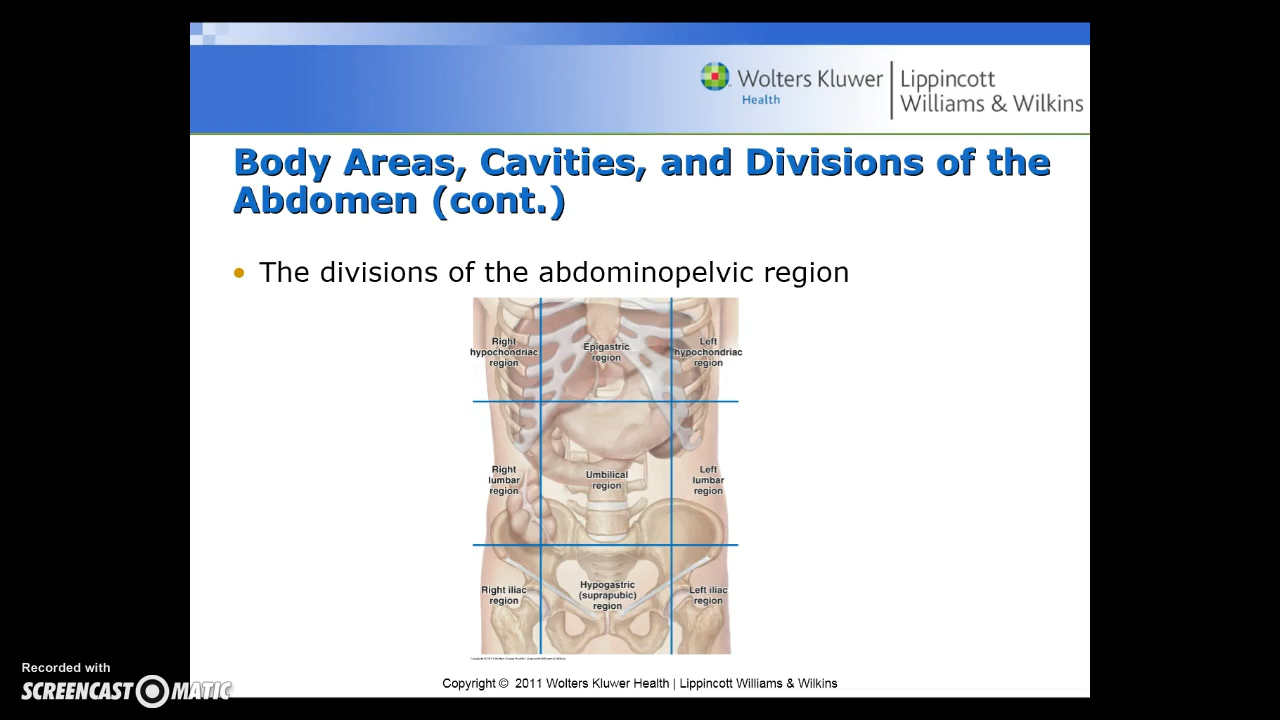 Wolters Kluwer
Health
Lippincott
Williams & Wilkins
Body Areas, Cavities, and Divisions of the
Abdomen (cont.)
• The divisions of the abdominopelvic region
Right
hypochondriac
region
Epigastric
region
Left
hypochondriac
region
Right
lumbar
region
Umbilical
region
Left
lumbar
region
Right iliac
region
Hypogastric
(suprapubic)
region
Left iliac
region
Copyright © 2011 Wolters Kluwer Health | Lippincott Williams & Wilkins
Recorded with
SCREENCAST-O-MATIC